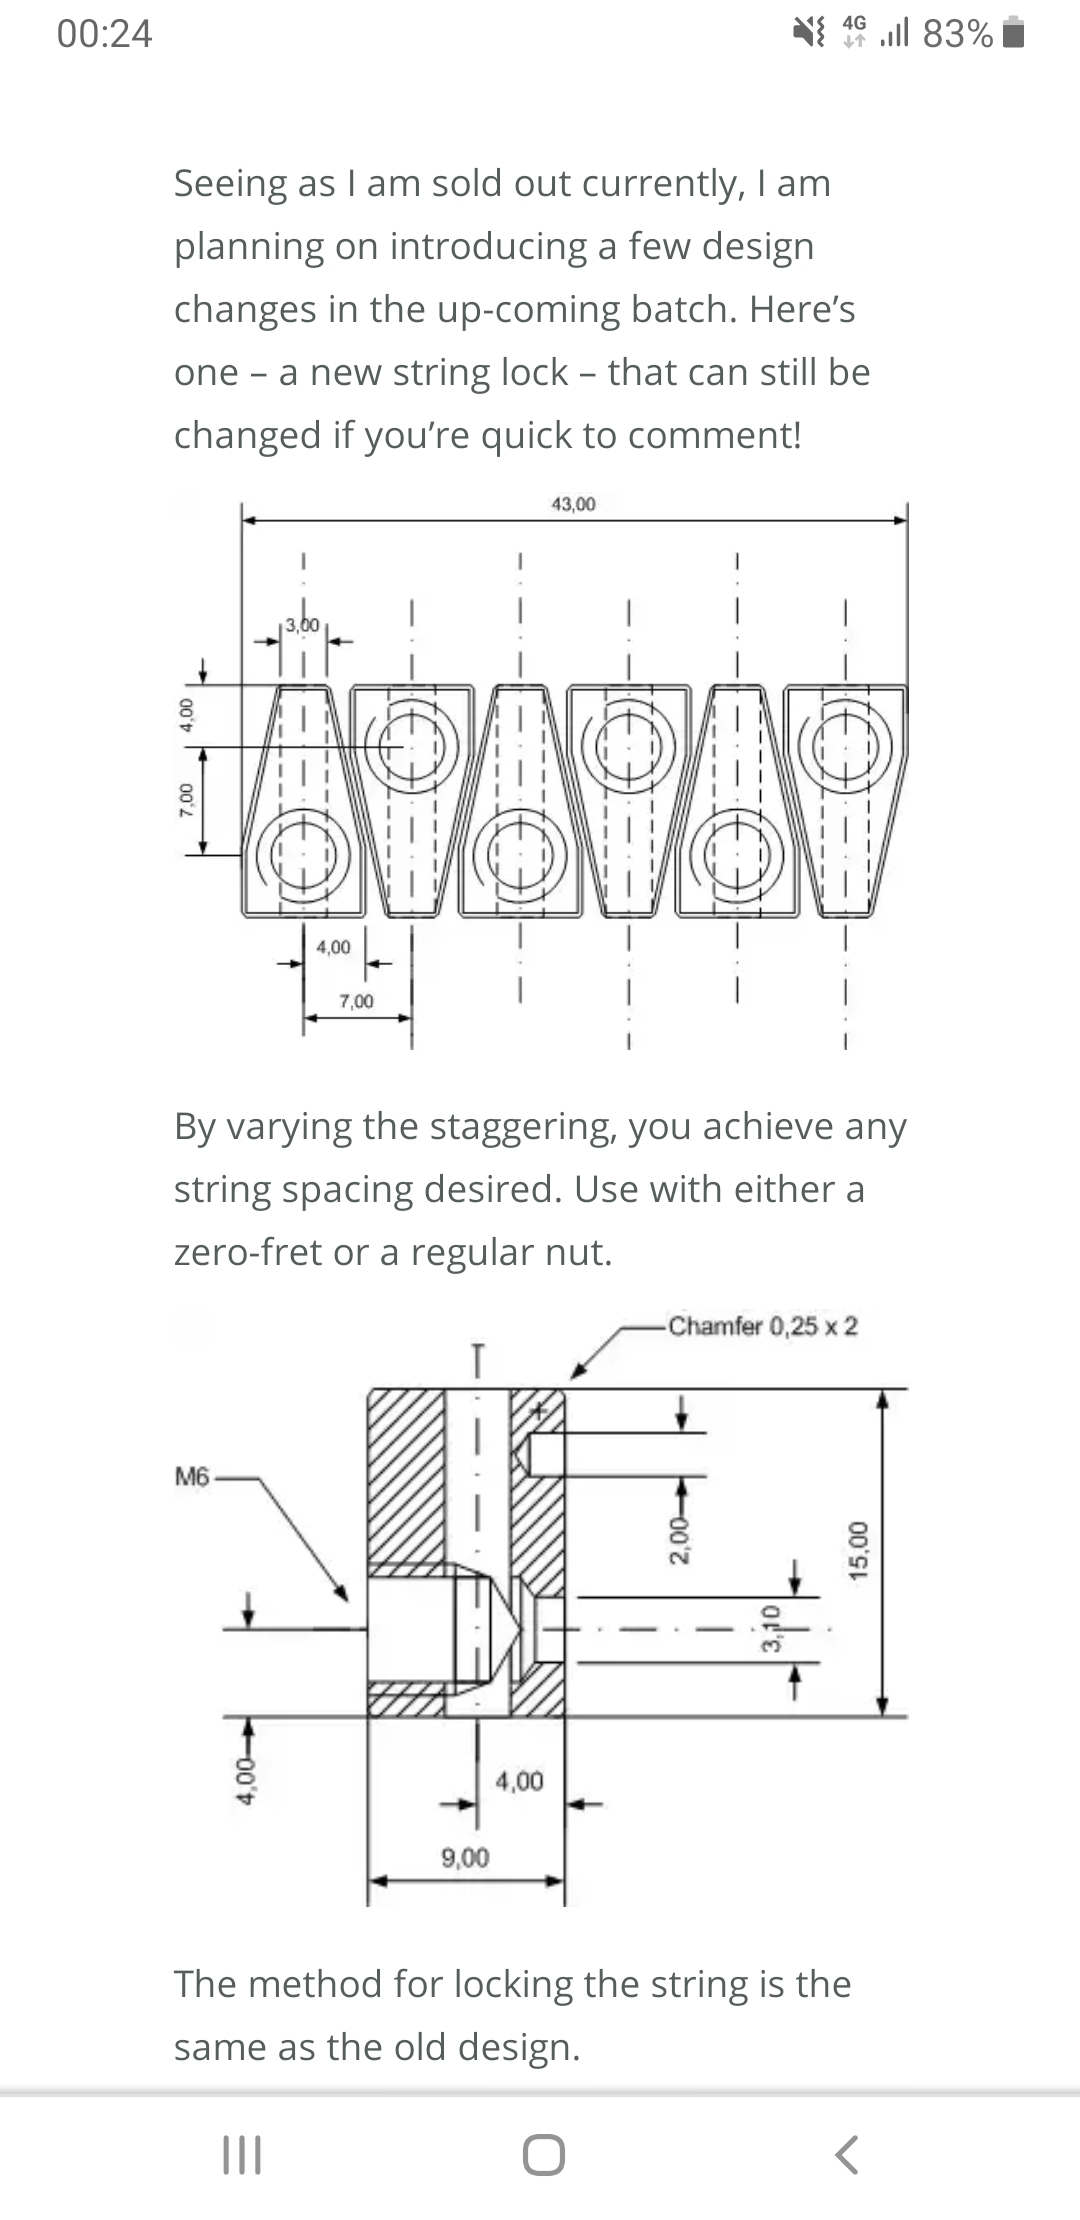 00:24
4G 83%
Seeing as I am sold out currently, I am
planning on introducing a few design
changes in the up-coming batch. Here’s
one – a new string lock – that can still be
changed if you’re quick to comment!
43,00
3,00
4,00
7,00
4,00
7,00
By varying the staggering, you achieve any
string spacing desired. Use with either a
zero-fret or a regular nut.
Chamfer 0,25 x 2
M6
2,00
15,00
3,10
4,00
4,00
9,00
The method for locking the string is the
same as the old design.